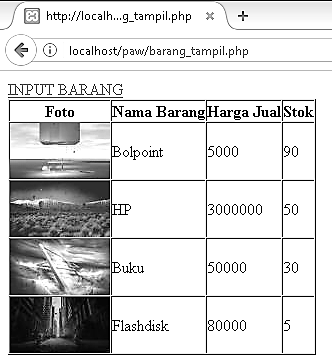 http://localh...g_tampil.php
localhost/paw/barang_tampil.php
INPUT BARANG
Foto Nama Barang Harga Jual Stok
Bolpoint 5000 90
HP 3000000 50
Buku 50000 30
Flashdisk 80000 5